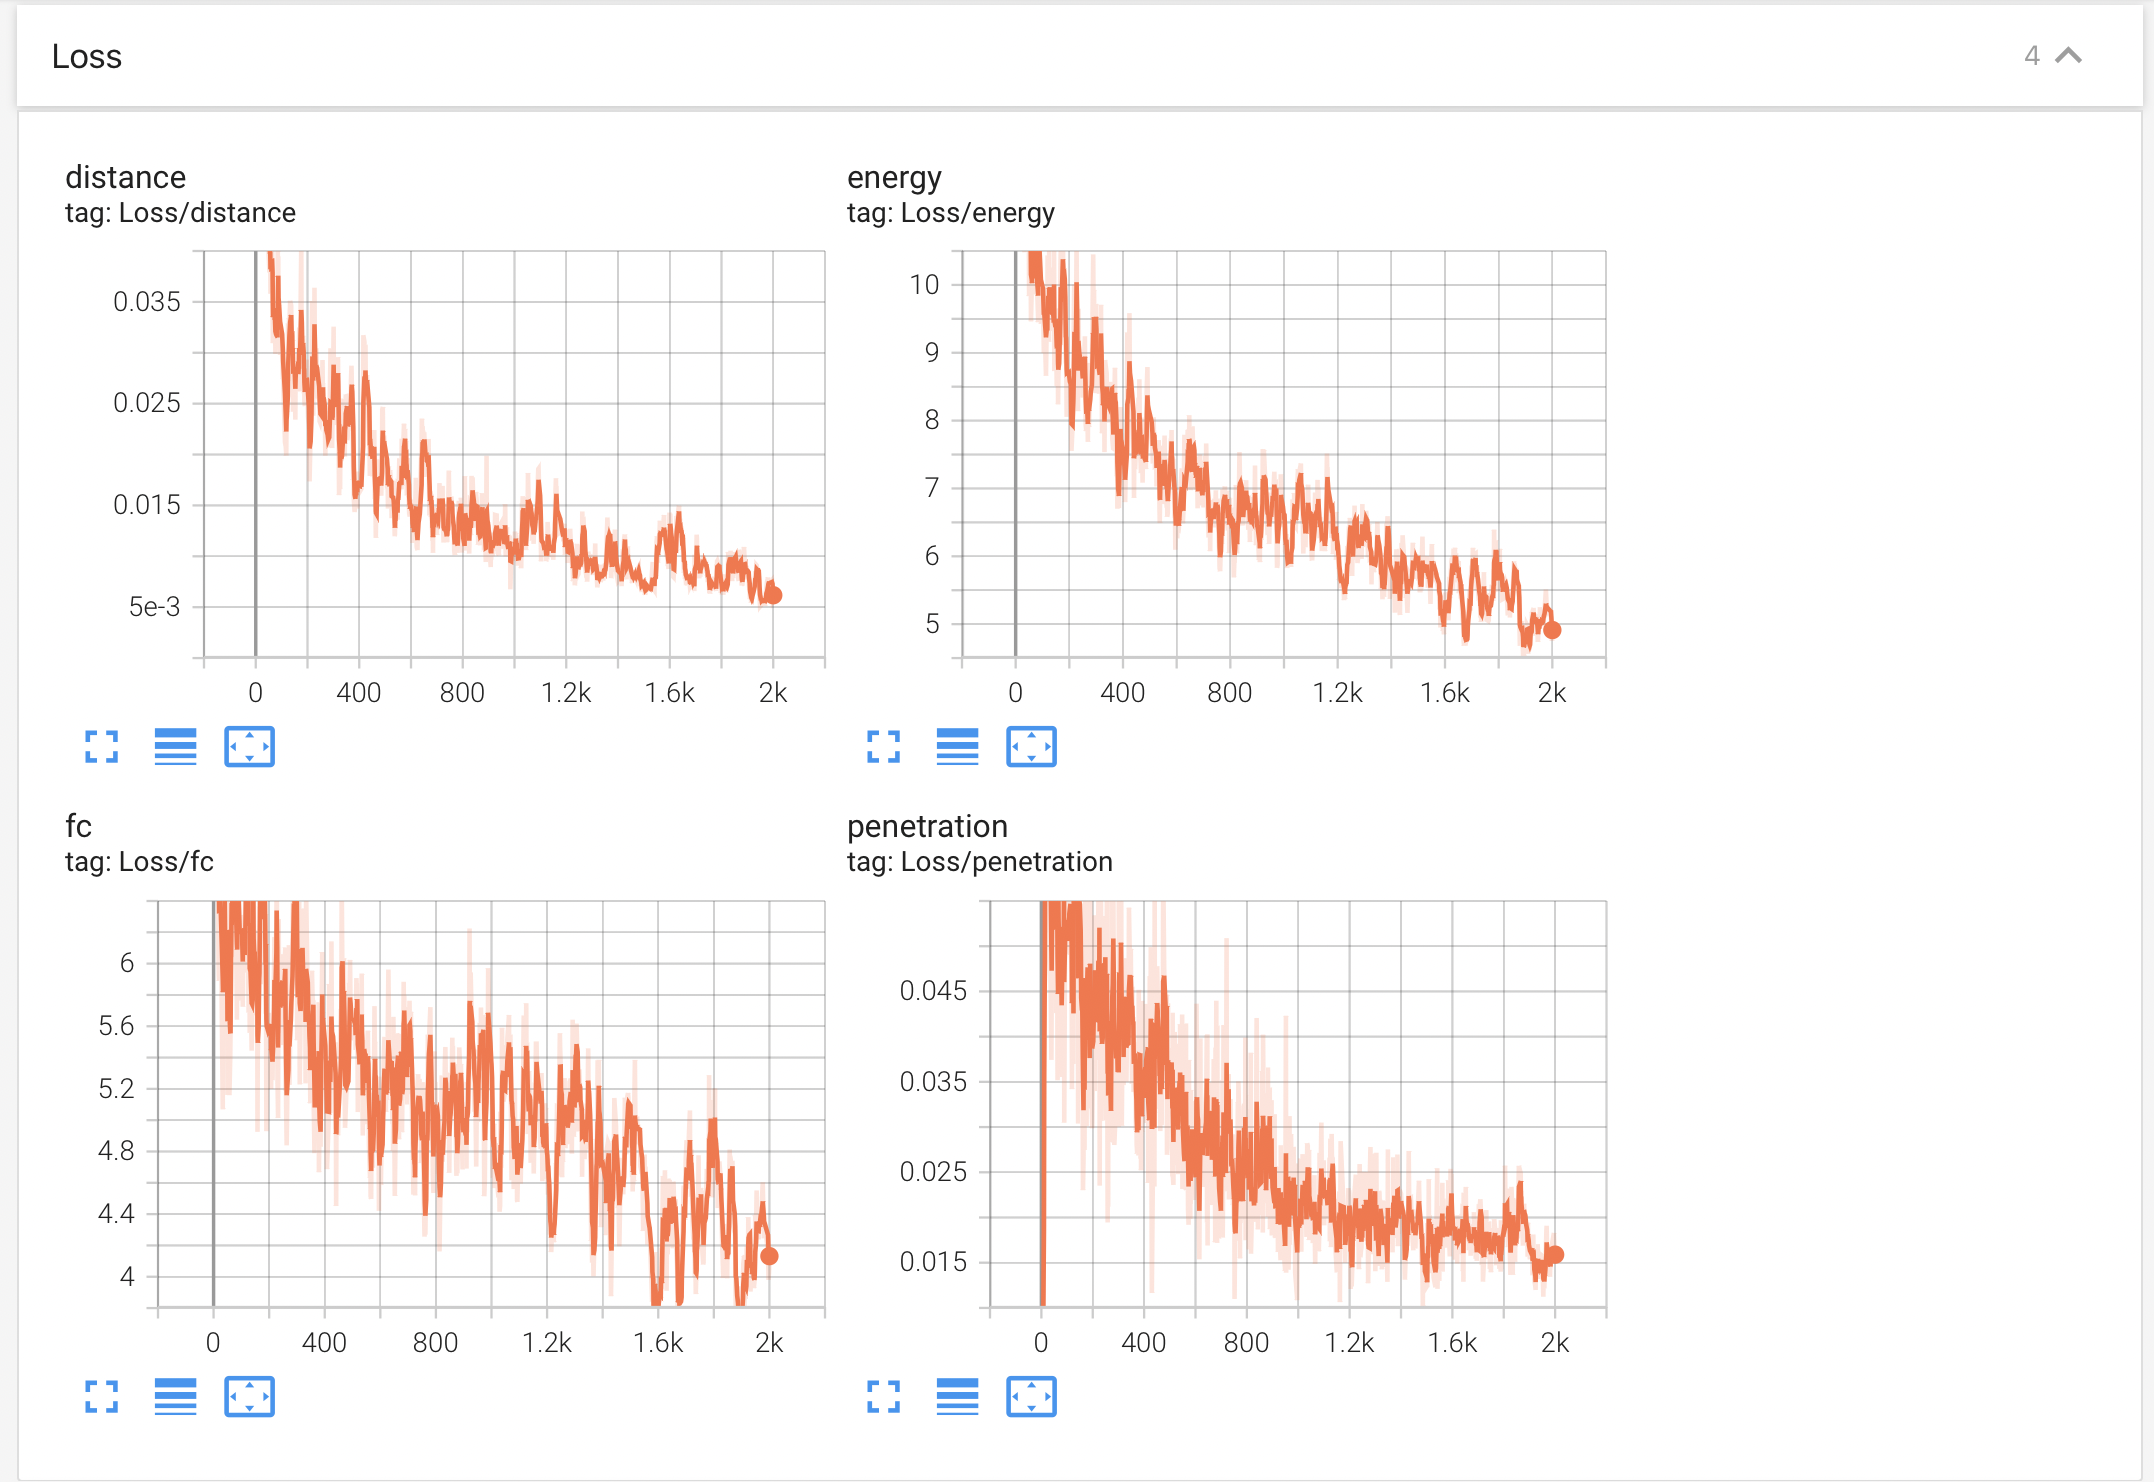 Loss
4
distance
tag: Loss/distance
0.035
0.025
0.015
5e-3
0 400 800 1.2k 1.6k 2k
energy
tag: Loss/energy
10
9
8
7
6
5
0 400 800 1.2k 1.6k 2k
fc
tag: Loss/fc
6
5.6
5.2
4.8
4.4
4
0 400 800 1.2k 1.6k 2k
penetration
tag: Loss/penetration
0.045
0.035
0.025
0.015
0 400 800 1.2k 1.6k 2k